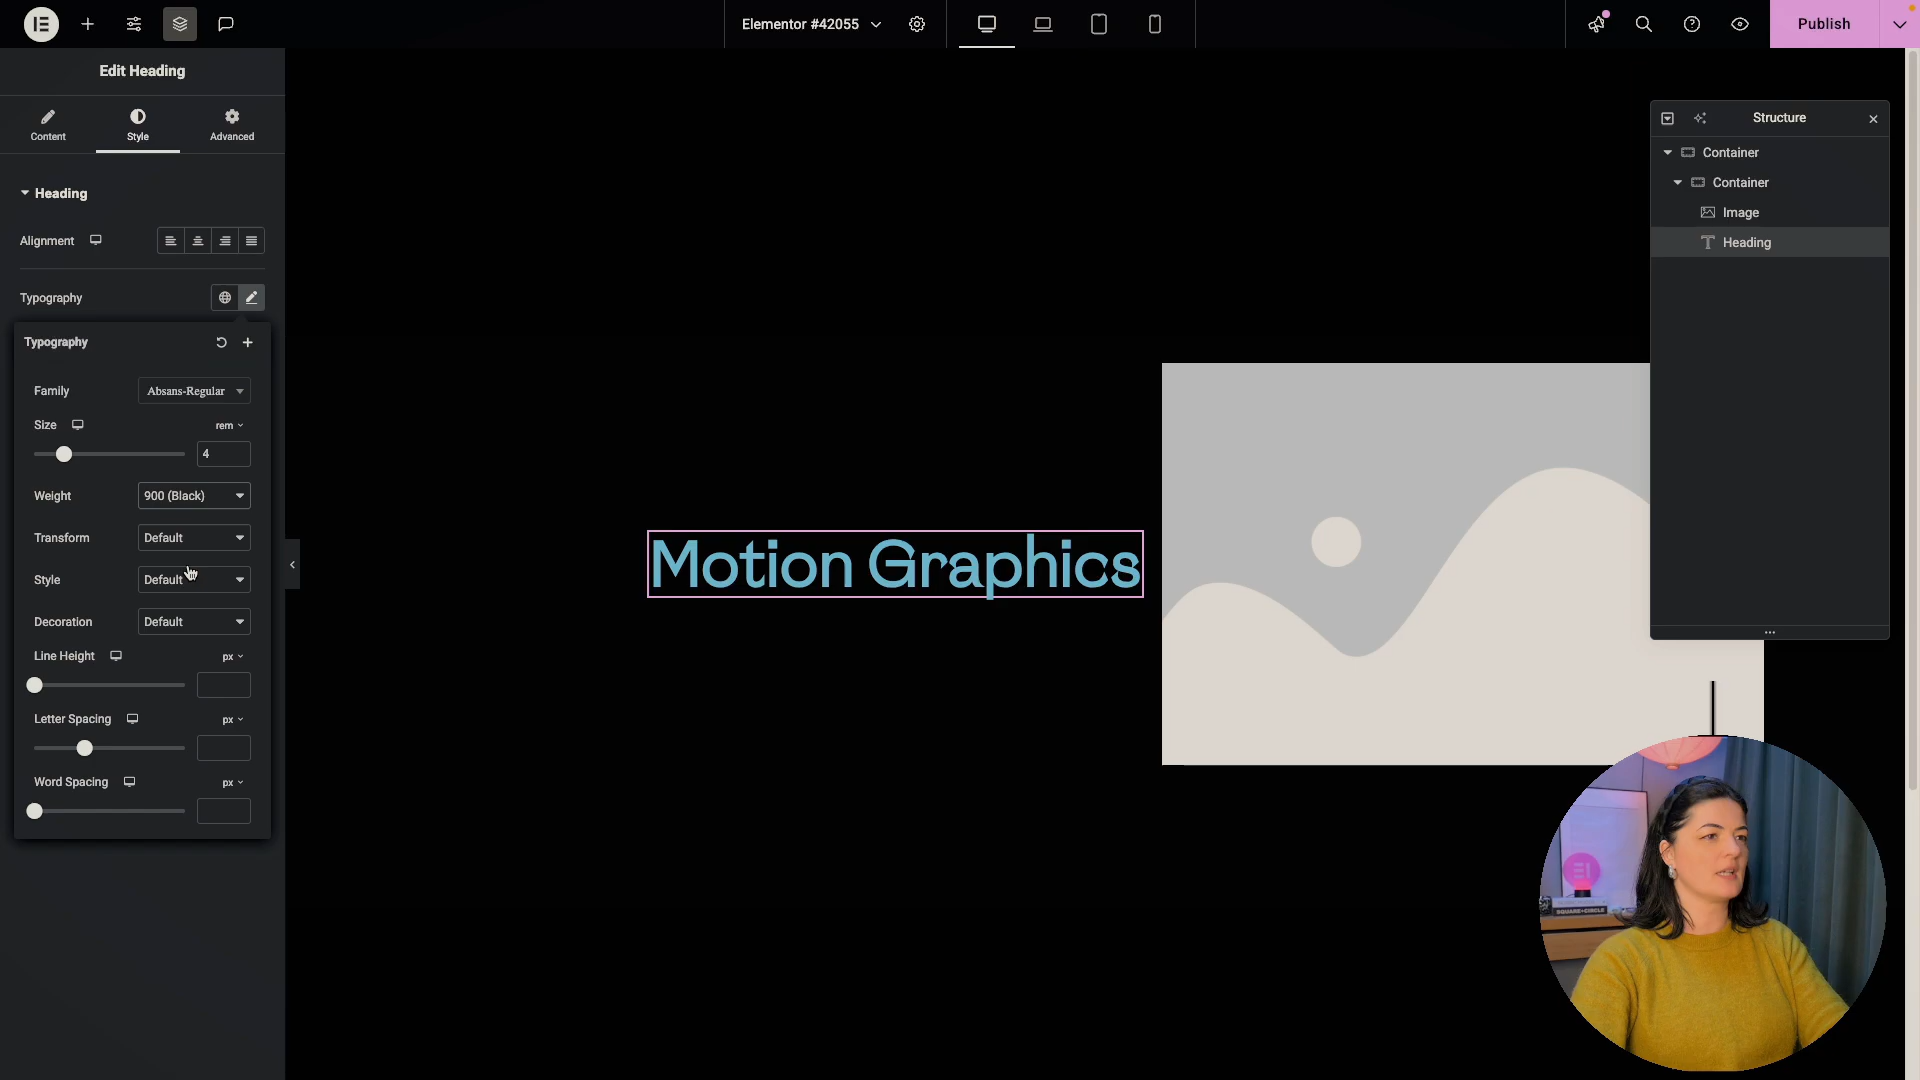 Elementor #42055
Publish
Edit Heading
Content
Style
Advanced
Heading
Alignment
Typography
Typography
Family
Absans-Regular
Size
rem
4
Weight
900 (Black)
Transform
Default
Style
Default
Decoration
Default
Line Height
px
Letter Spacing
px
Word Spacing
px
Motion Graphics
Structure
Container
Container
Image
Heading
SQUARE+CIRCLE